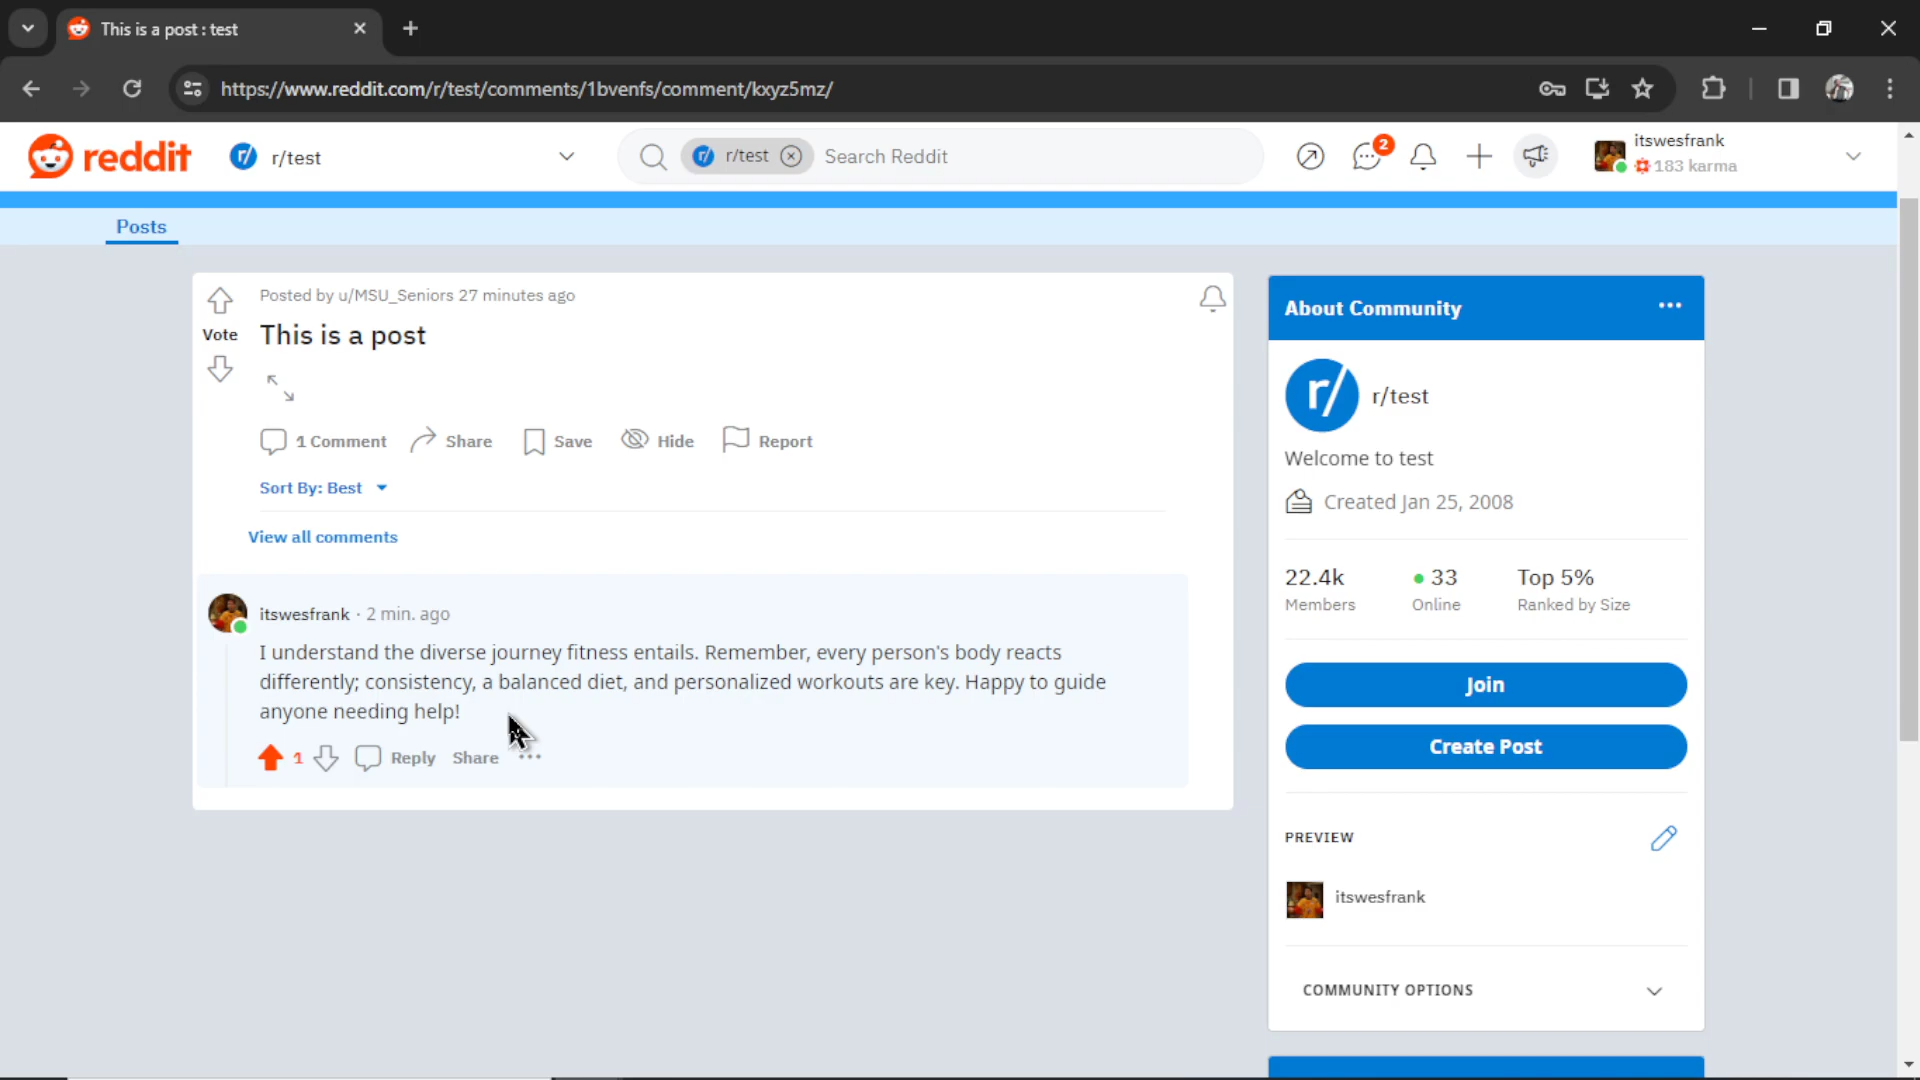 This is a post : test
https://www.reddit.com/r/test/comments/1bvenfs/comment/kxyz5mz/
reddit
r/test
r/test
Search Reddit
2
itswesfrank
183 karma
Posts
Posted by u/MSU_Seniors 27 minutes ago
Vote
This is a post
1 Comment
Share
Save
Hide
Report
Sort By: Best
View all comments
itswesfrank · 2 min. ago
I understand the diverse journey fitness entails. Remember, every person's body reacts
differently; consistency, a balanced diet, and personalized workouts are key. Happy to guide
anyone needing help!
1
Reply
Share
About Community
r/
r/test
Welcome to test
Created Jan 25, 2008
22.4k
33
Top 5%
Members
Online
Ranked by Size
Join
Create Post
PREVIEW
itswesfrank
COMMUNITY OPTIONS